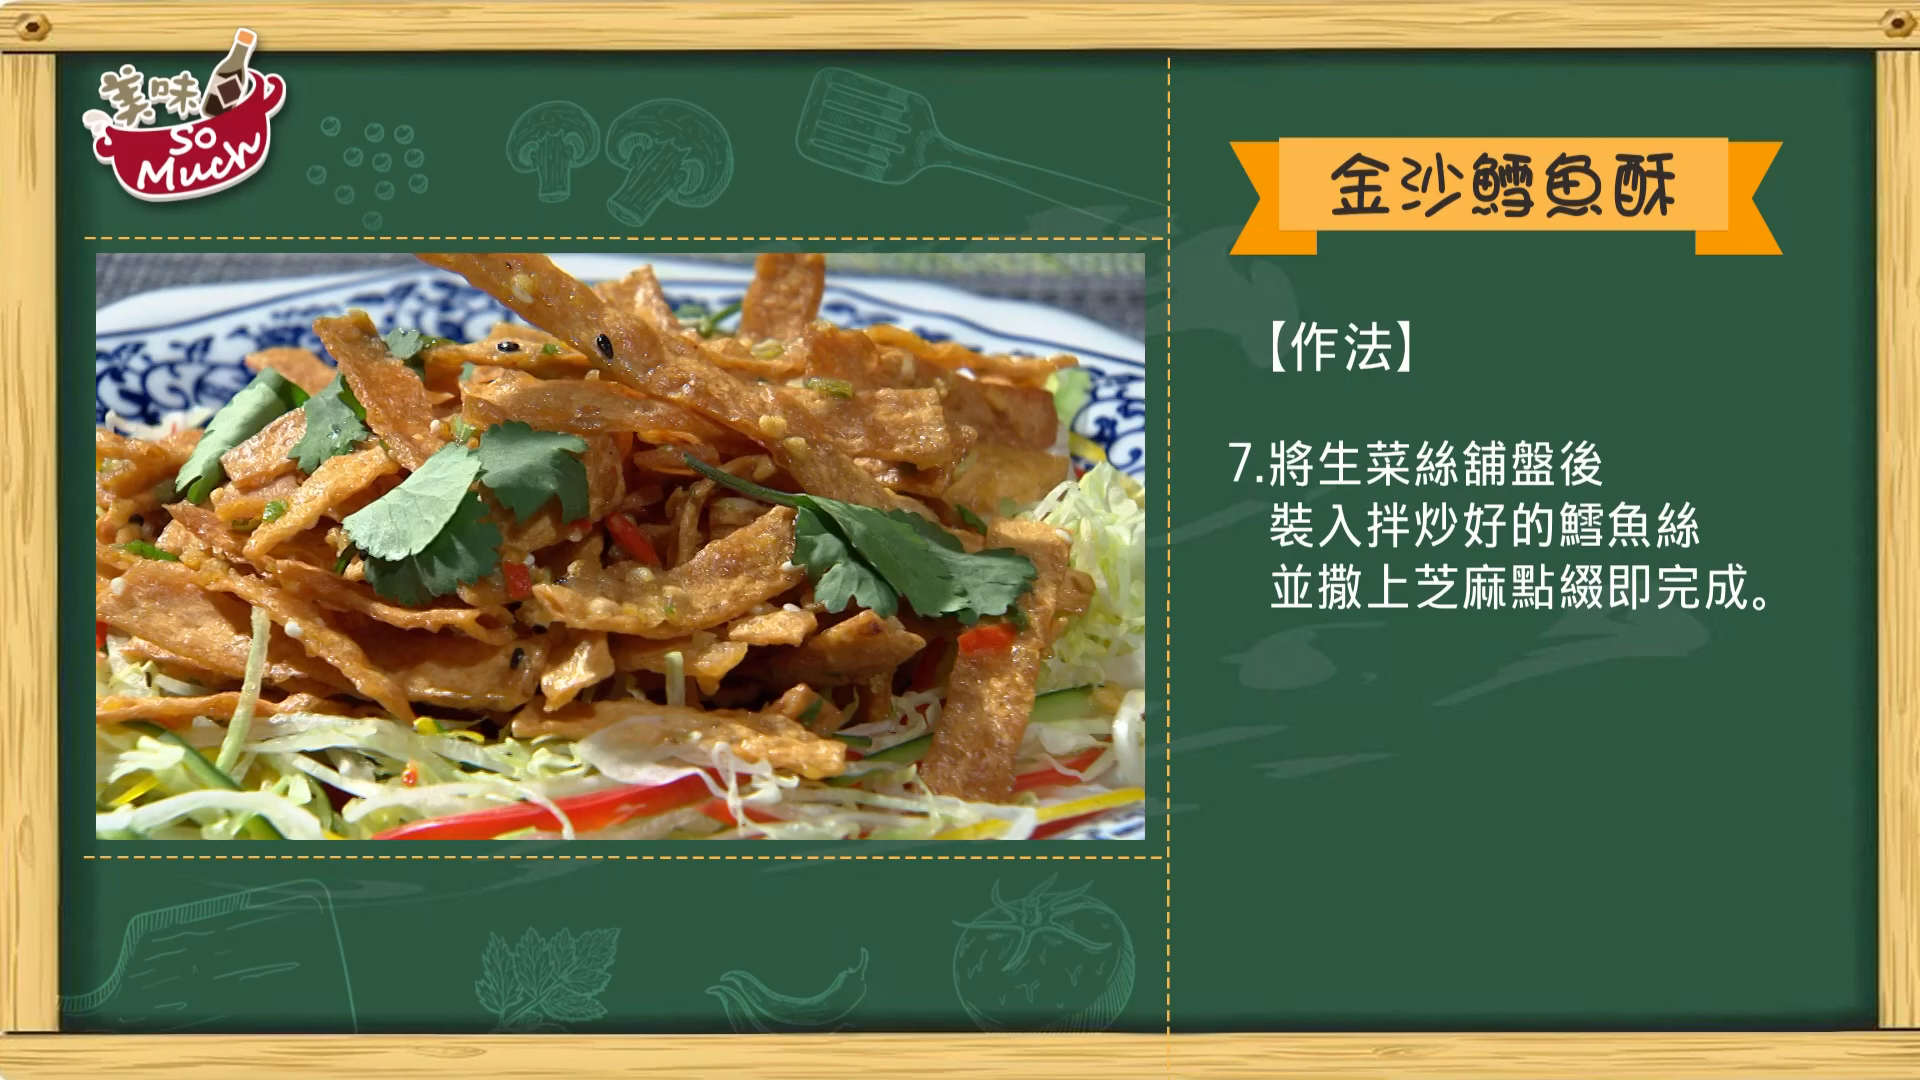 美味
SO
MucH
金沙鱈魚酥
【作法】
7.將生菜絲舖盤後
裝入拌炒好的鱈魚絲
並撒上芝麻點綴即完成。